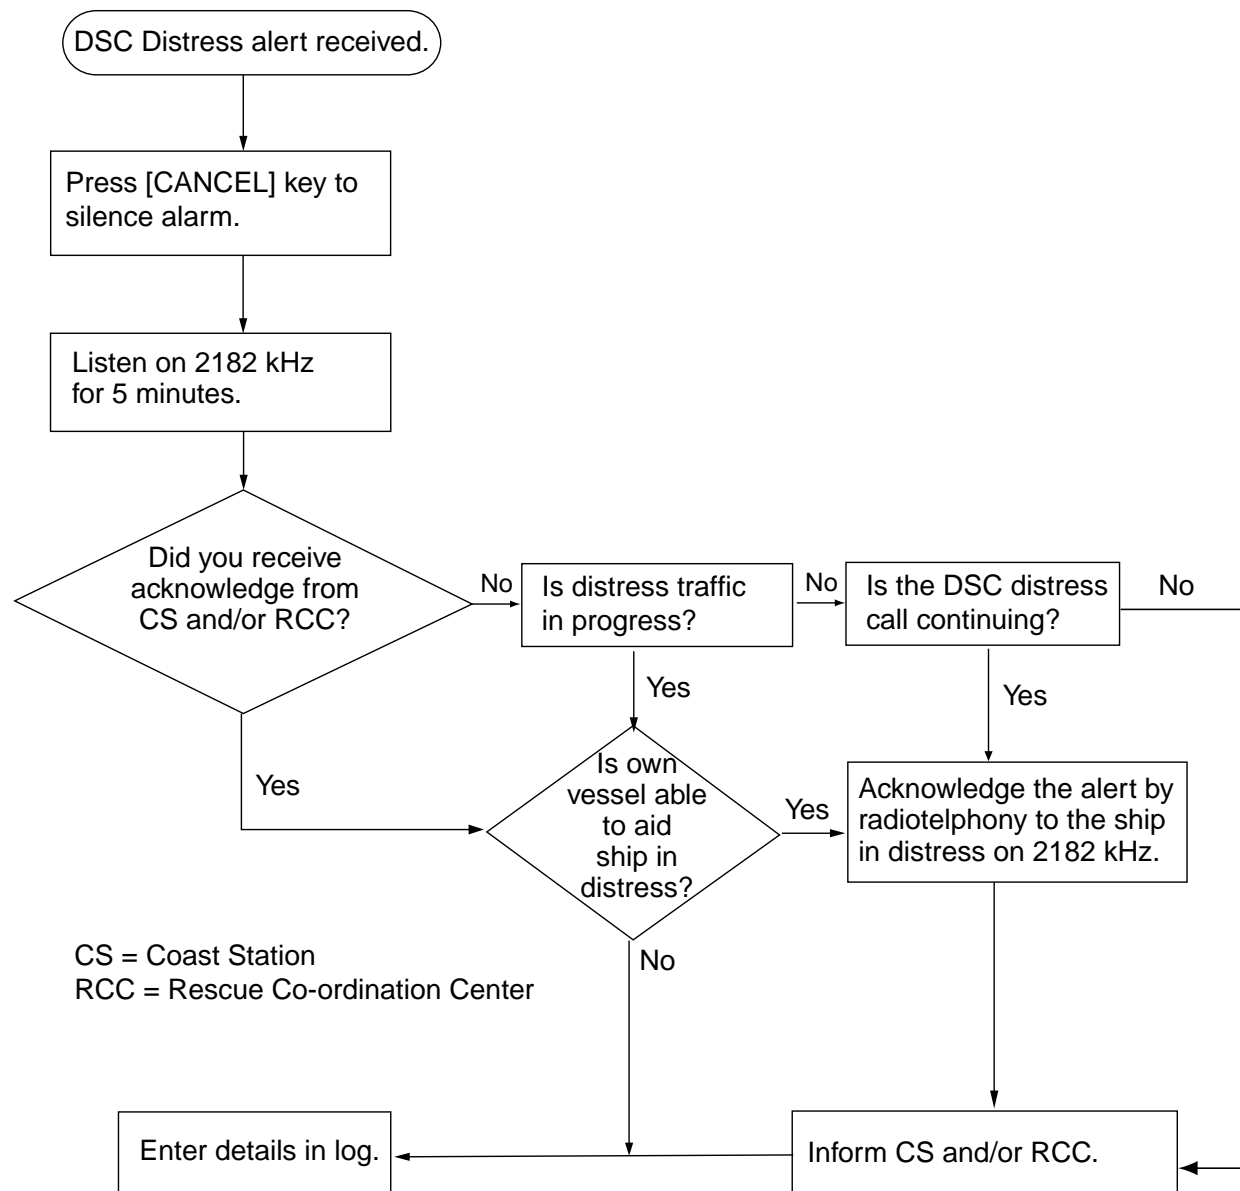 DSC Distress alert received.
Press [CANCEL] key to
silence alarm.
Listen on 2182 kHz
for 5 minutes.
Did you receive
acknowledge from
CS and/or RCC?
No
Is distress traffic
in progress?
No
Is the DSC distress
call continuing?
No
Yes
Yes
Yes
Is own
vessel able
to aid
ship in
distress?
Yes
Acknowledge the alert by
radiotelphony to the ship
in distress on 2182 kHz.
No
CS = Coast Station
RCC = Rescue Co-ordination Center
Enter details in log.
Inform CS and/or RCC.